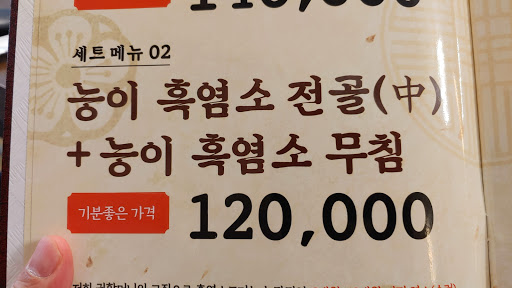 세트 메뉴 02
능이 흑염소 전골(中)
+ 능이 흑염소 무침
기분좋은 가격
120,000